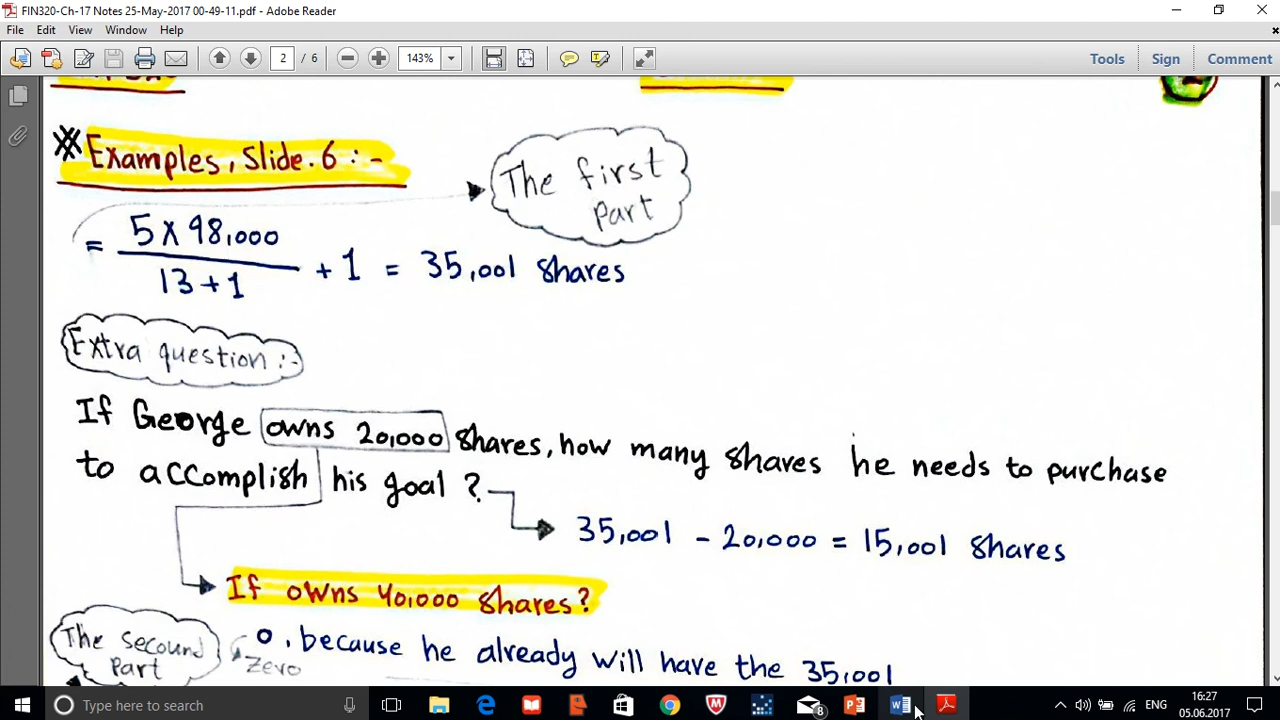 FIN320-Ch-17 Notes 25-May-2017 00-49-11.pdf - Adobe Reader
File Edit View Window Help
2 / 6 143% Tools Sign Comment
Examples, Slide.6 :-
The first
part
= 5 X 98,000
13+1
+ 1 = 35,001 shares
Extra question :-
If George owns 20,000 shares, how many shares he needs to purchase
to accomplish his goal ?
35,001 - 20,000 = 15,001 shares
If owns 40,000 shares?
The secound
part
0, because he already will have the 35,001
Zero
Type here to search
8
ENG
16:27
05.06.2017